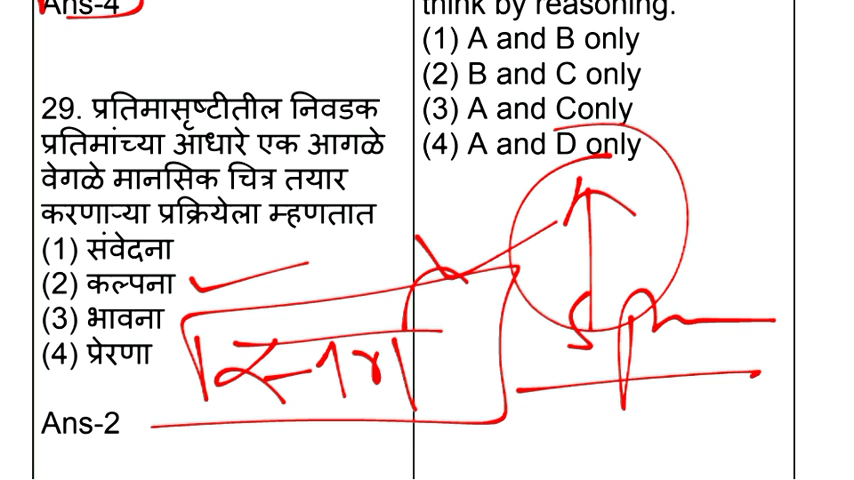 Ans-4
29. प्रतिमासृष्टीतील निवडक
प्रतिमांच्या आधारे एक आगळे
वेगळे मानसिक चित्र तयार
करणाऱ्या प्रक्रियेला म्हणतात
(1) संवेदना
(2) कल्पना
(3) भावना
(4) प्रेरणा
Ans-2
think by reasoning.
(1) A and B only
(2) B and C only
(3) A and Conly
(4) A and D only